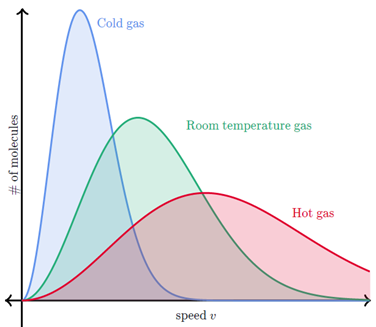 Cold gas
Room temperature gas
Hot gas
# of molecules
speed v